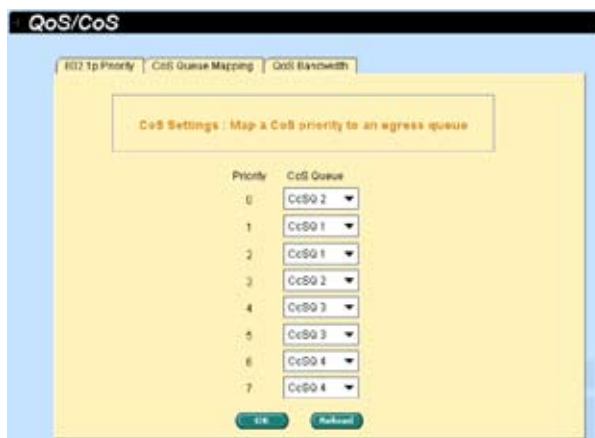 QoS/CoS
802.1p Priority CoS Queue Mapping QoS Bandwidth
CoS Settings : Map a CoS priority to an egress queue
Priority CoS Queue
0 CoSQ 2
1 CoSQ 1
2 CoSQ 1
3 CoSQ 2
4 CoSQ 3
5 CoSQ 3
6 CoSQ 4
7 CoSQ 4
OK Reload